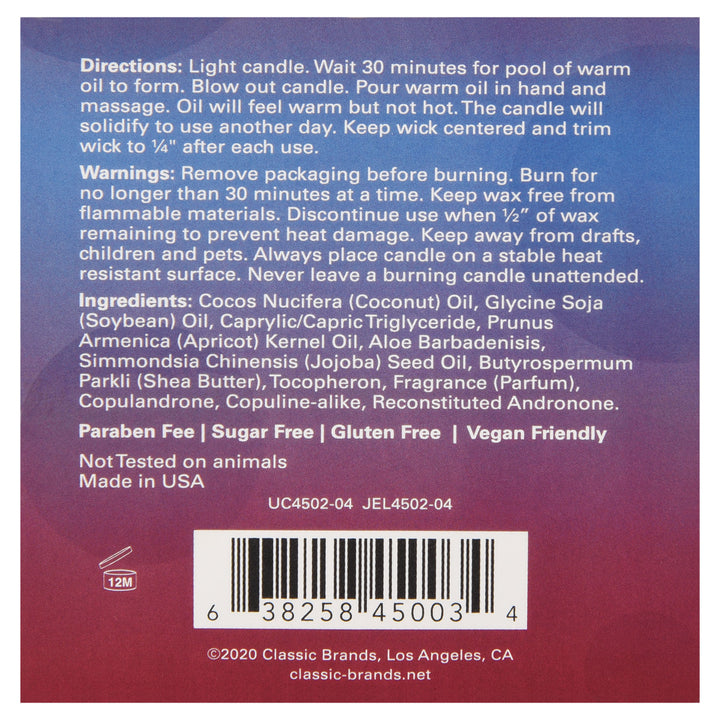 Directions: Light candle. Wait 30 minutes for pool of warm
oil to form. Blow out candle. Pour warm oil in hand and
massage. Oil will feel warm but not hot. The candle will
solidify to use another day. Keep wick centered and trim
wick to ¼" after each use.
Warnings: Remove packaging before burning. Burn for
no longer than 30 minutes at a time. Keep wax free from
flammable materials. Discontinue use when ½” of wax
remaining to prevent heat damage. Keep away from drafts,
children and pets. Always place candle on a stable heat
resistant surface. Never leave a burning candle unattended.
Ingredients: Cocos Nucifera (Coconut) Oil, Glycine Soja
(Soybean) Oil, Caprylic/Capric Triglyceride, Prunus
Armenica (Apricot) Kernel Oil, Aloe Barbadenisis,
Simmondsia Chinensis (Jojoba) Seed Oil, Butyrospermum
Parkli (Shea Butter), Tocopheron, Fragrance (Parfum),
Copulandrone, Copuline-alike, Reconstituted Andronone.
Paraben Fee | Sugar Free | Gluten Free | Vegan Friendly
Not Tested on animals
Made in USA
UC4502-04 JEL4502-04
12M
6 38258 45003 4
©2020 Classic Brands, Los Angeles, CA
classic-brands.net